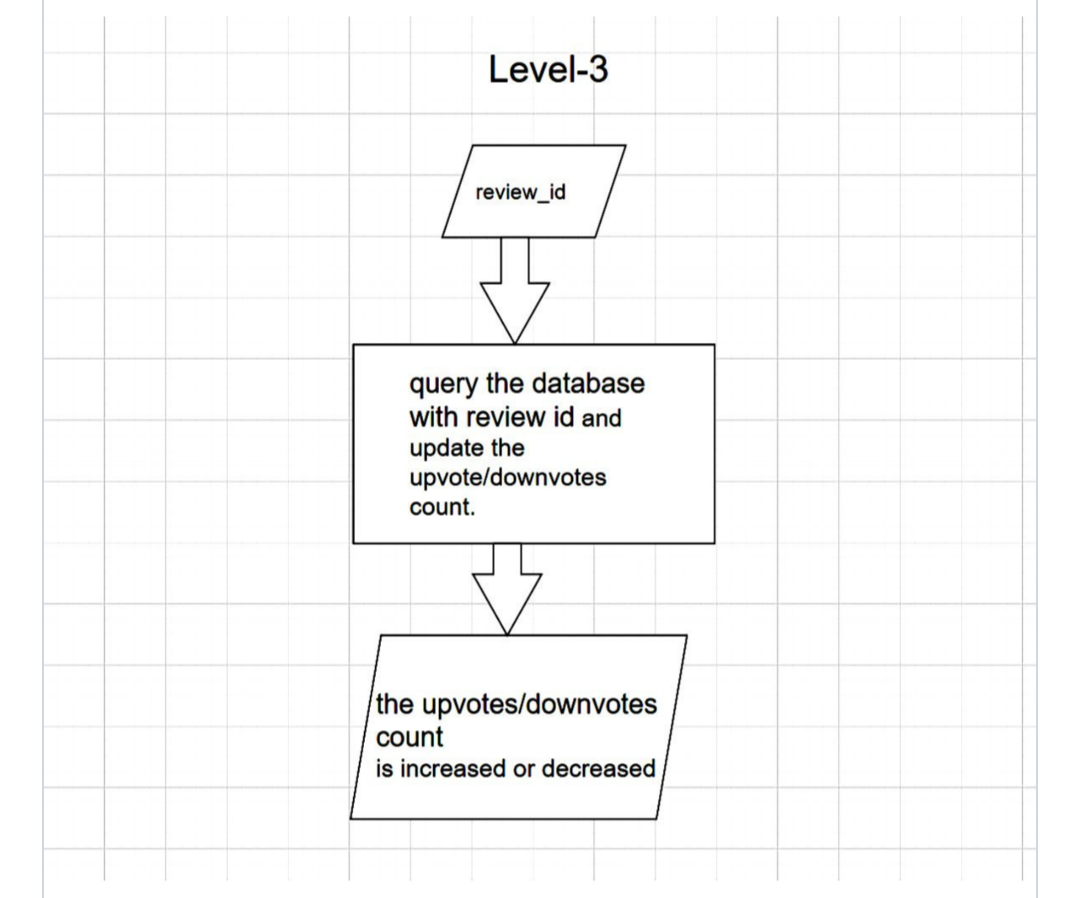 Level-3
review_id
query the database
with review id and
update the
upvote/downvotes
count.
the upvotes/downvotes
count
is increased or decreased